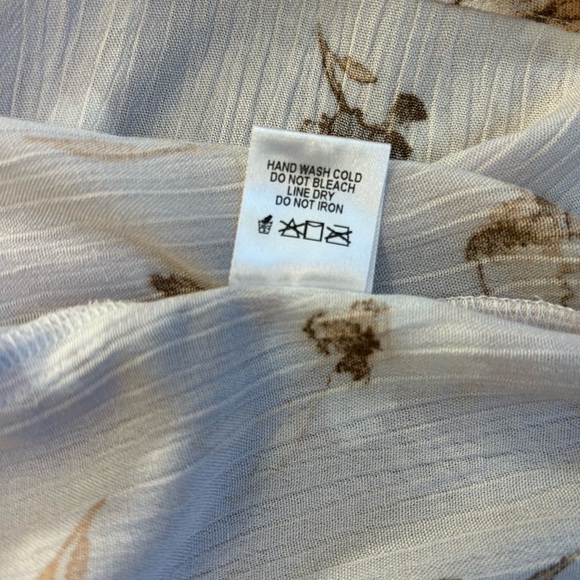 HAND WASH COLD
DO NOT BLEACH
LINE DRY
DO NOT IRON